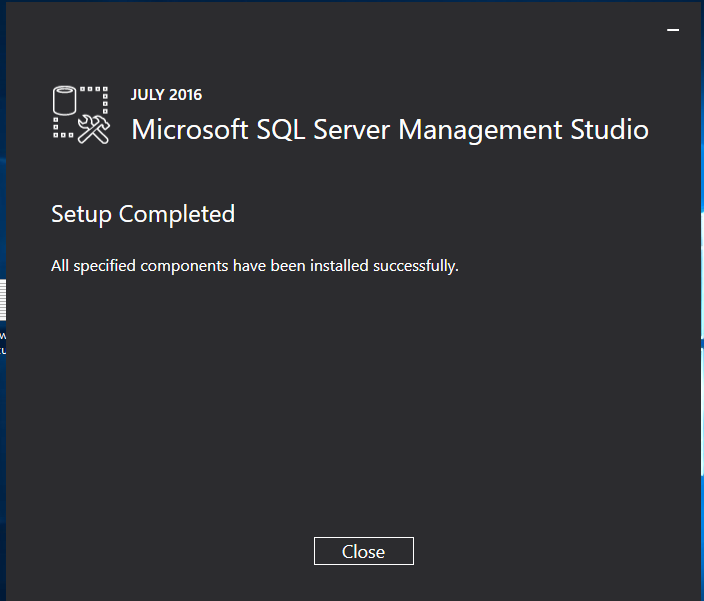 JULY 2016
Microsoft SQL Server Management Studio
Setup Completed
All specified components have been installed successfully.
Close